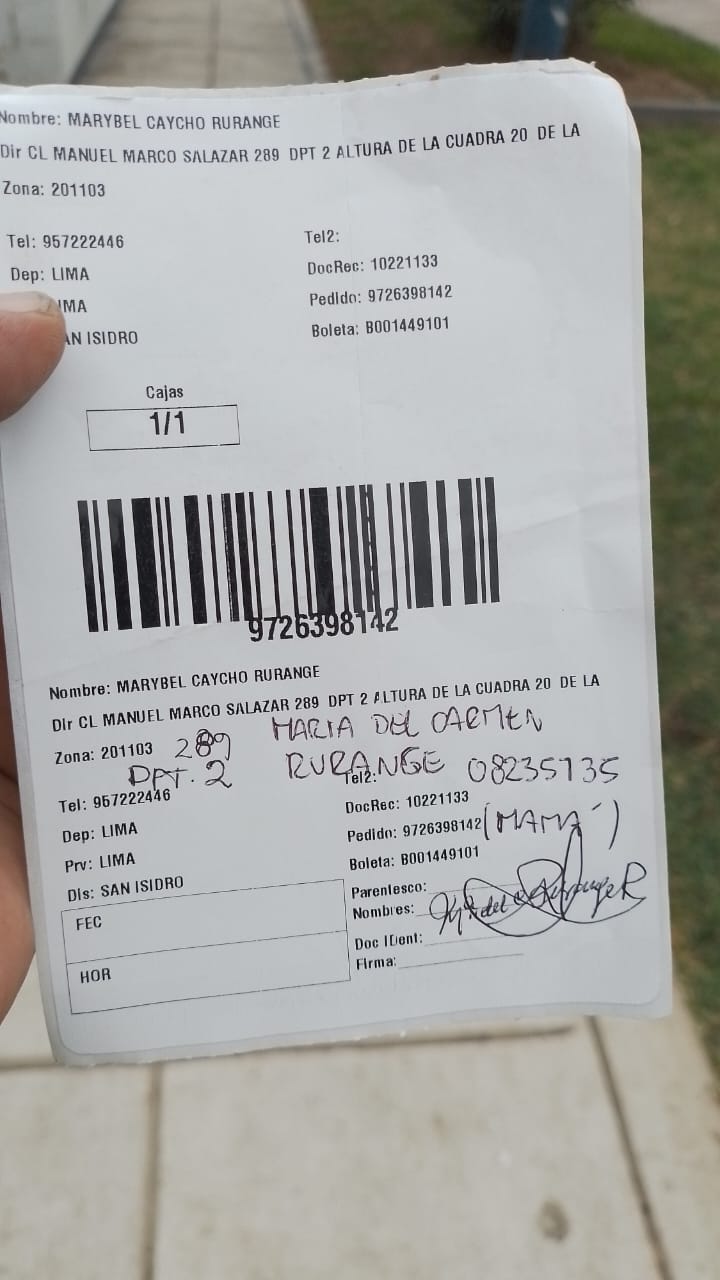 Nombre: MARYBEL CAYCHO RURANGE
Dir CL MANUEL MARCO SALAZAR 289 DPT 2 ALTURA DE LA CUADRA 20 DE LA
Zona: 201103
Tel: 957222446 Tel2:
Dep: LIMA DocRec: 10221133
IMA Pedido: 9726398142
AN ISIDRO Boleta: B001449101
Cajas
1/1
9726398142
Nombre: MARYBEL CAYCHO RURANGE
Dir CL MANUEL MARCO SALAZAR 289 DPT 2 ALTURA DE LA CUADRA 20 DE LA
MARIA DEL CARMEN
Zona: 201103 289 RURANGE 08235735
DPT. 2 Tel2:
Tel: 957222446 DocRec: 10221133
Dep: LIMA Pedido: 9726398142 (MAMÁ)
Prv: LIMA Boleta: B001449101
Dis: SAN ISIDRO Parentesco:
FEC Nombres:
Doc IDent:
HOR Firma: